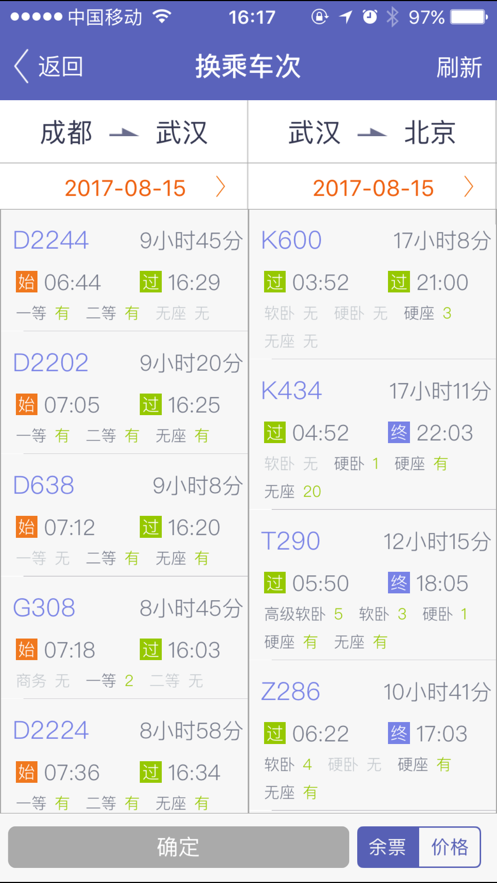 中国移动 16:17 97%
返回 换乘车次 刷新
成都 武汉
2017-08-15
D2244 9小时45分
始 06:44 过 16:29
一等 有 二等 有 无座 无
D2202 9小时20分
始 07:05 过 16:25
一等 有 二等 有 无座 有
D638 9小时8分
始 07:12 过 16:20
一等 无 二等 有 无座 有
G308 8小时45分
始 07:18 过 16:03
商务 无 一等 2 二等 无
D2224 8小时58分
始 07:36 过 16:34
一等 有 二等 有 无座 有
武汉 北京
2017-08-15
K600 17小时8分
过 03:52 过 21:00
软卧 无 硬卧 无 硬座 3
无座 无
K434 17小时11分
过 04:52 终 22:03
软卧 无 硬卧 1 硬座 有
无座 20
T290 12小时15分
过 05:50 终 18:05
高级软卧 5 软卧 3 硬卧 1
硬座 有 无座 有
Z286 10小时41分
过 06:22 终 17:03
软卧 4 硬卧 无 硬座 有
无座 有
确定 余票 价格